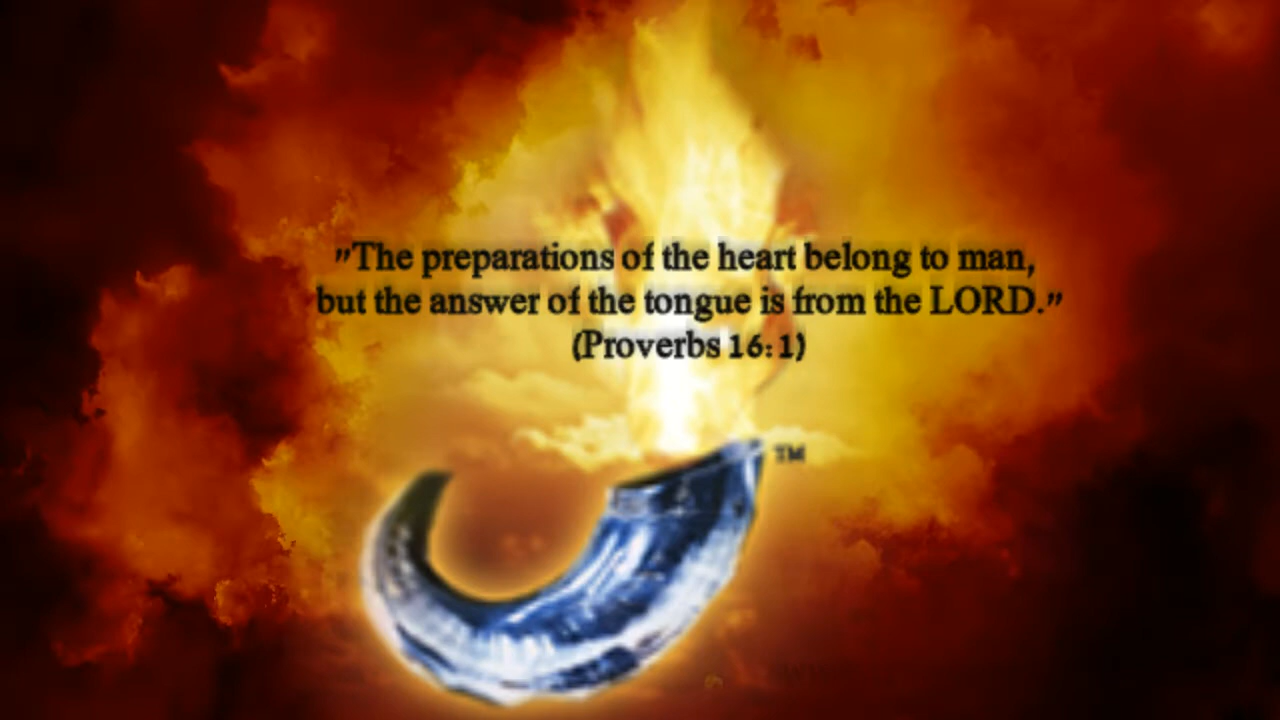 "The preparations of the heart belong to man,
but the answer of the tongue is from the LORD."
(Proverbs 16:1)
TM